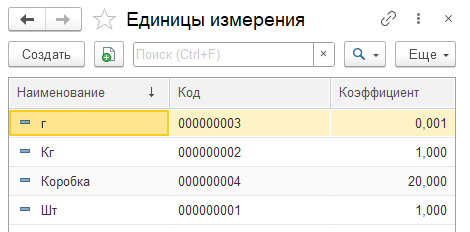 Единицы измерения
Создать Поиск (Ctrl+F) × Еще
Наименование ↓ Код Коэффициент
г 000000003 0,001
Кг 000000002 1,000
Коробка 000000004 20,000
Шт 000000001 1,000